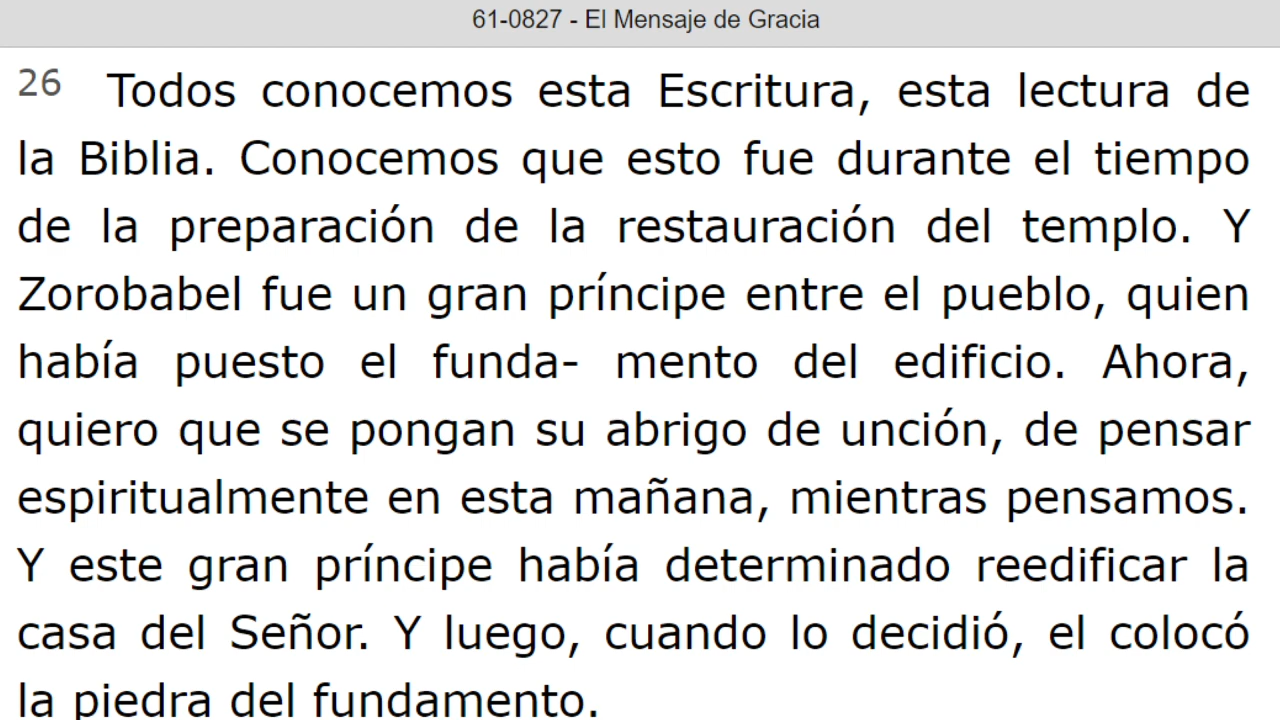 61-0827 - El Mensaje de Gracia
26 Todos conocemos esta Escritura, esta lectura de
la Biblia. Conocemos que esto fue durante el tiempo
de la preparación de la restauración del templo. Y
Zorobabel fue un gran príncipe entre el pueblo, quien
había puesto el funda- mento del edificio. Ahora,
quiero que se pongan su abrigo de unción, de pensar
espiritualmente en esta mañana, mientras pensamos.
Y este gran príncipe había determinado reedificar la
casa del Señor. Y luego, cuando lo decidió, el colocó
la piedra del fundamento.